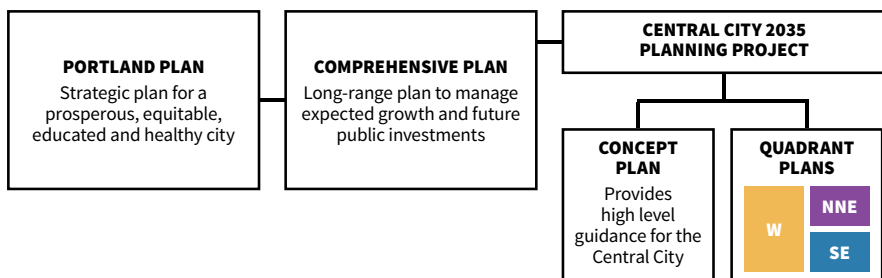 PORTLAND PLAN
Strategic plan for a
prosperous, equitable,
educated and healthy city
COMPREHENSIVE PLAN
Long-range plan to manage
expected growth and future
public investments
CENTRAL CITY 2035
PLANNING PROJECT
CONCEPT
PLAN
Provides
high level
guidance for the
Central City
QUADRANT
PLANS
W
NNE
SE